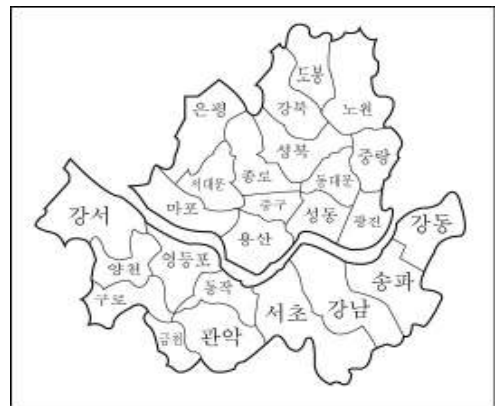 도봉
은평
강북
노원
성북
중랑
서대문
종로
동대문
마포
중구
성동
광진
강서
용산
강동
양천
영등포
송파
구로
동작
서초
강남
금천
관악